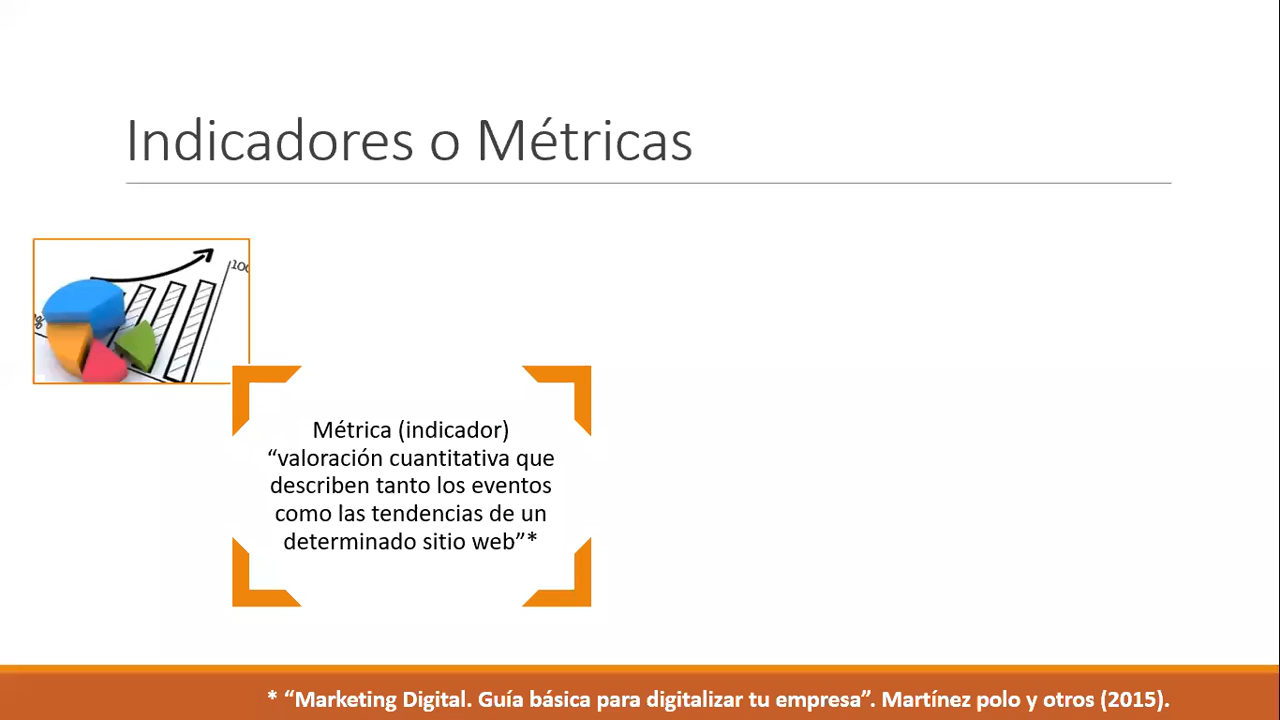 Indicadores o Métricas
100
%
Métrica (indicador)
“valoración cuantitativa que
describen tanto los eventos
como las tendencias de un
determinado sitio web”*
* “Marketing Digital. Guía básica para digitalizar tu empresa”. Martínez polo y otros (2015).